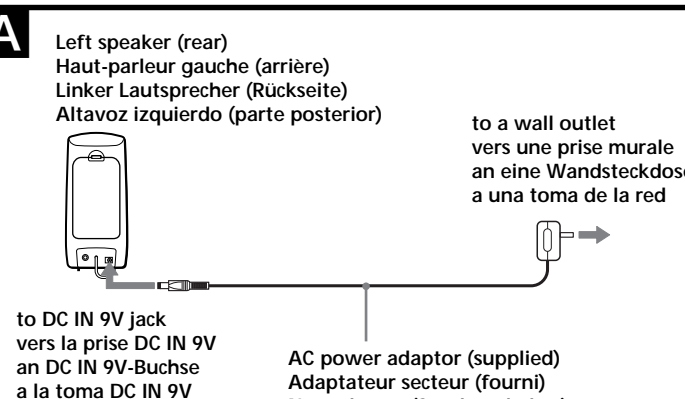 A
Left speaker (rear)
Haut-parleur gauche (arrière)
Linker Lautsprecher (Rückseite)
Altavoz izquierdo (parte posterior)
to a wall outlet
vers une prise murale
an eine Wandsteckdose
a una toma de la red
to DC IN 9V jack
vers la prise DC IN 9V
an DC IN 9V-Buchse
a la toma DC IN 9V
AC power adaptor (supplied)
Adaptateur secteur (fourni)